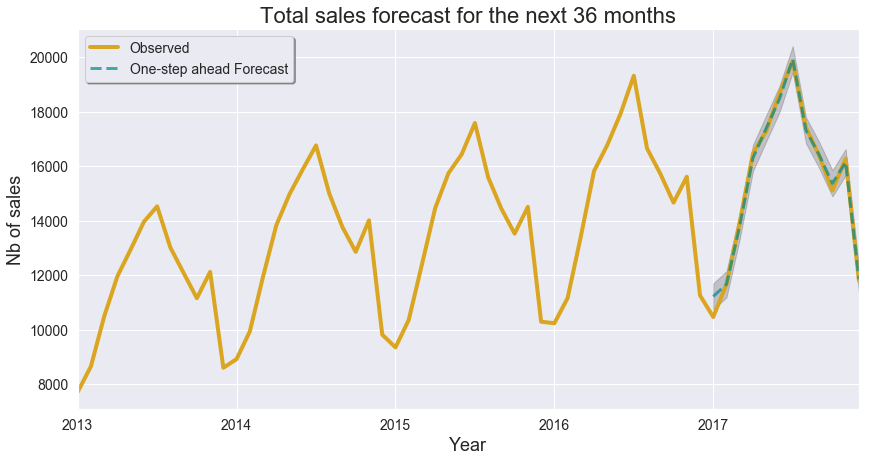 Total sales forecast for the next 36 months
Observed
One-step ahead Forecast
20000
18000
16000
14000
12000
10000
8000
Nb of sales
2013
2014
2015
2016
2017
Year